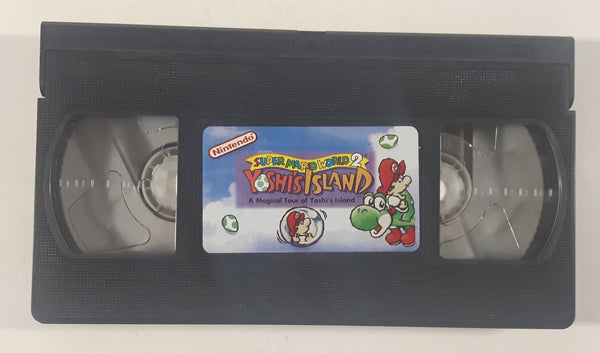 Nintendo
SUPER MARIO WORLD 2
YOSHI'S ISLAND
A Magical Tour of Yoshi's Island